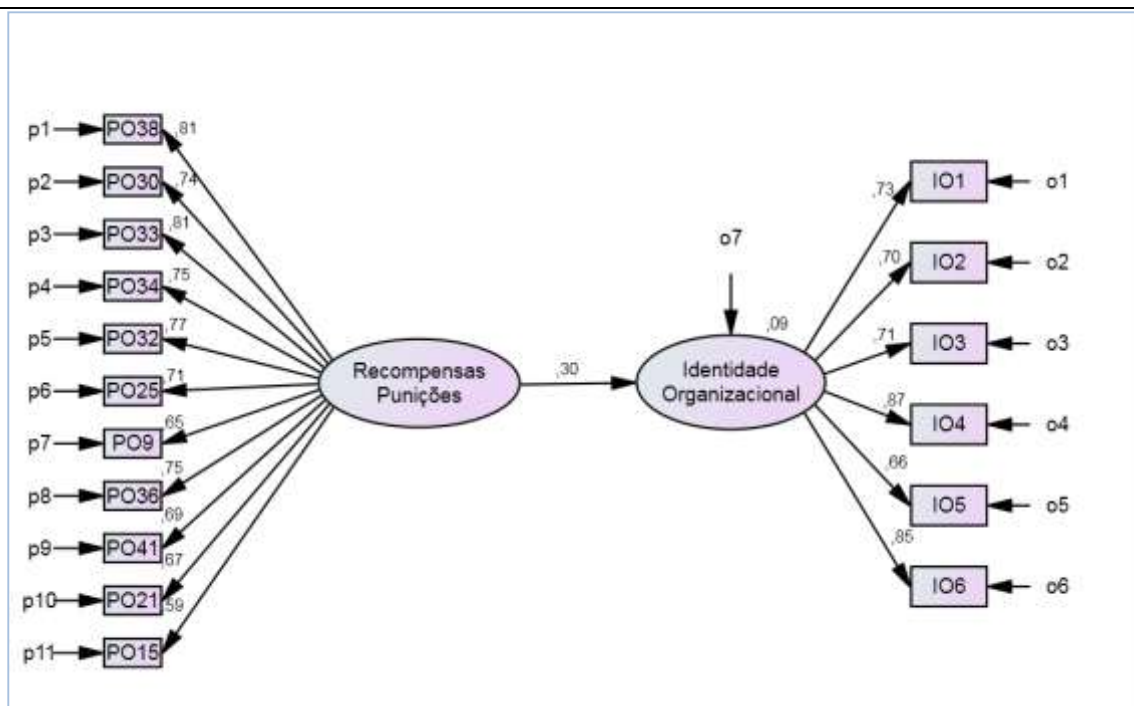 p1
PO38
,81
p2
PO30
,74
p3
PO33
,81
p4
PO34
,75
p5
PO32
,77
p6
PO25
,71
p7
PO9
,65
p8
PO36
,75
p9
PO41
,69
p10
PO21
,67
p11
PO15
,59
Recompensas
Punições
,30
o7
,09
Identidade
Organizacional
,73
IO1
o1
,70
IO2
o2
,71
IO3
o3
,87
IO4
o4
,66
IO5
o5
,85
IO6
o6